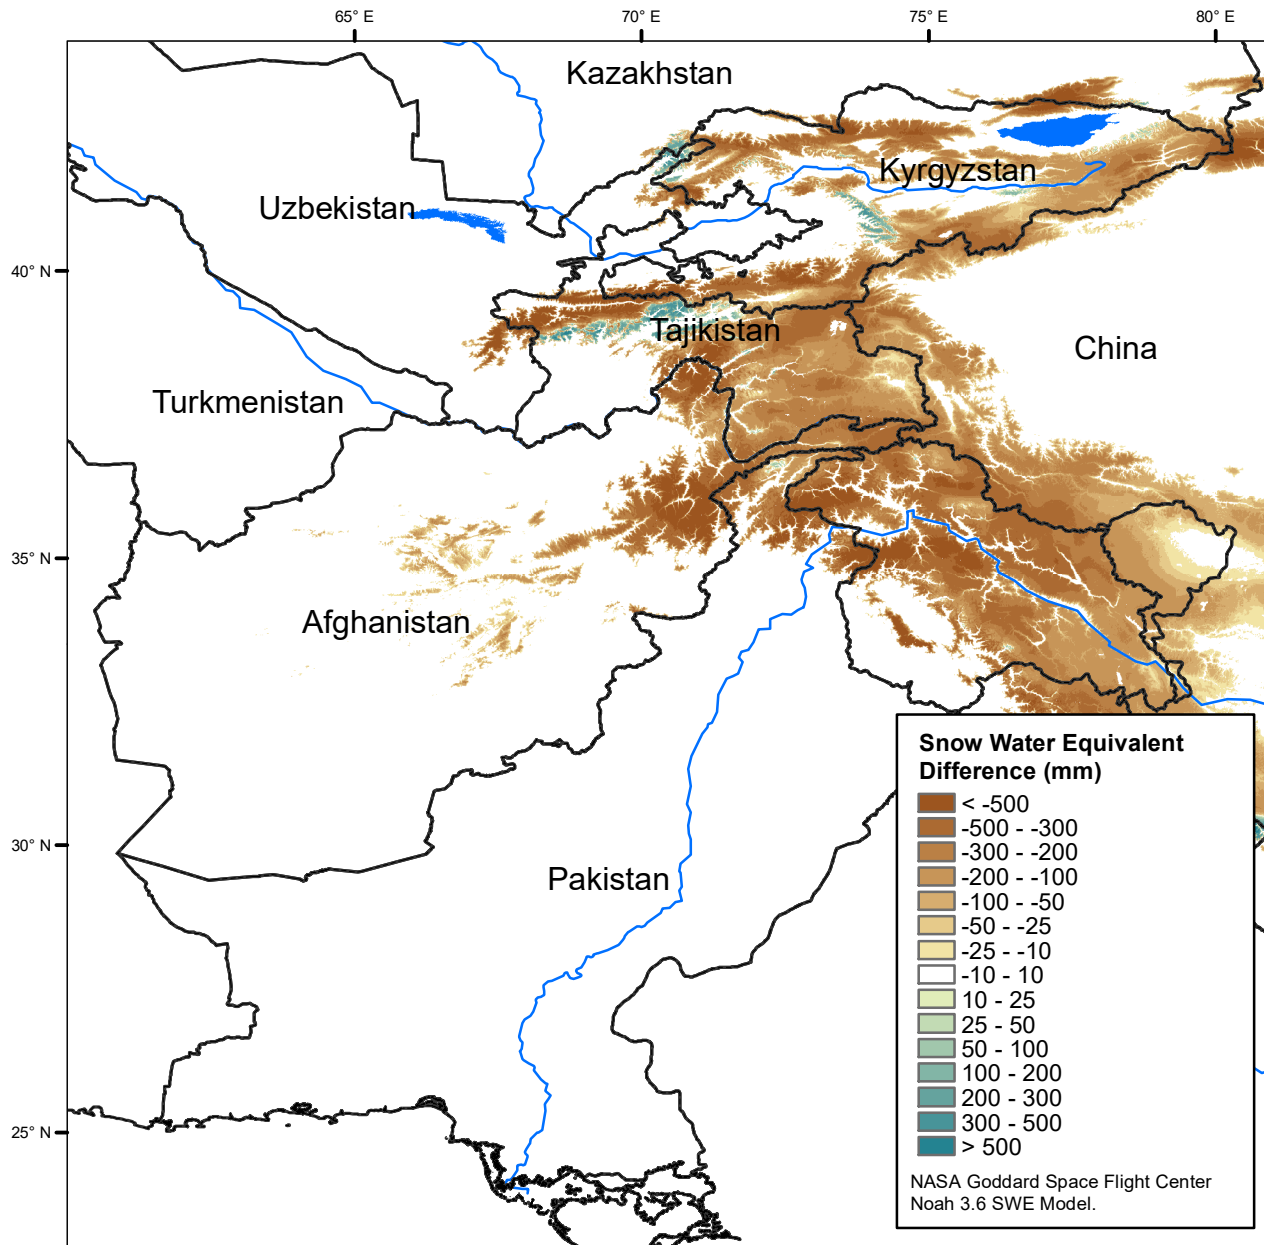 65° E
70° E
75° E
80° E
Kazakhstan
Kyrgyzstan
Uzbekistan
40° N
Tajikistan
China
Turkmenistan
35° N
Afghanistan
Snow Water Equivalent
Difference (mm)
< -500
-500 - -300
-300 - -200
-200 - -100
-100 - -50
-50 - -25
-25 - -10
-10 - 10
10 - 25
25 - 50
50 - 100
100 - 200
200 - 300
300 - 500
> 500
30° N
Pakistan
25° N
NASA Goddard Space Flight Center
Noah 3.6 SWE Model.